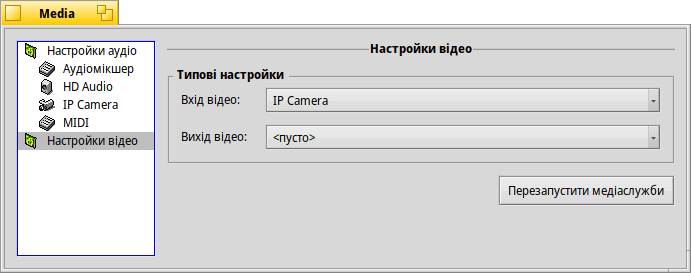 Media
Настройки аудіо
Аудіомікшер
HD Audio
IP Camera
MIDI
Настройки відео
Настройки відео
Типові настройки
Вхід відео: IP Camera
Вихід відео: <пусто>
Перезапустити медіаслужби